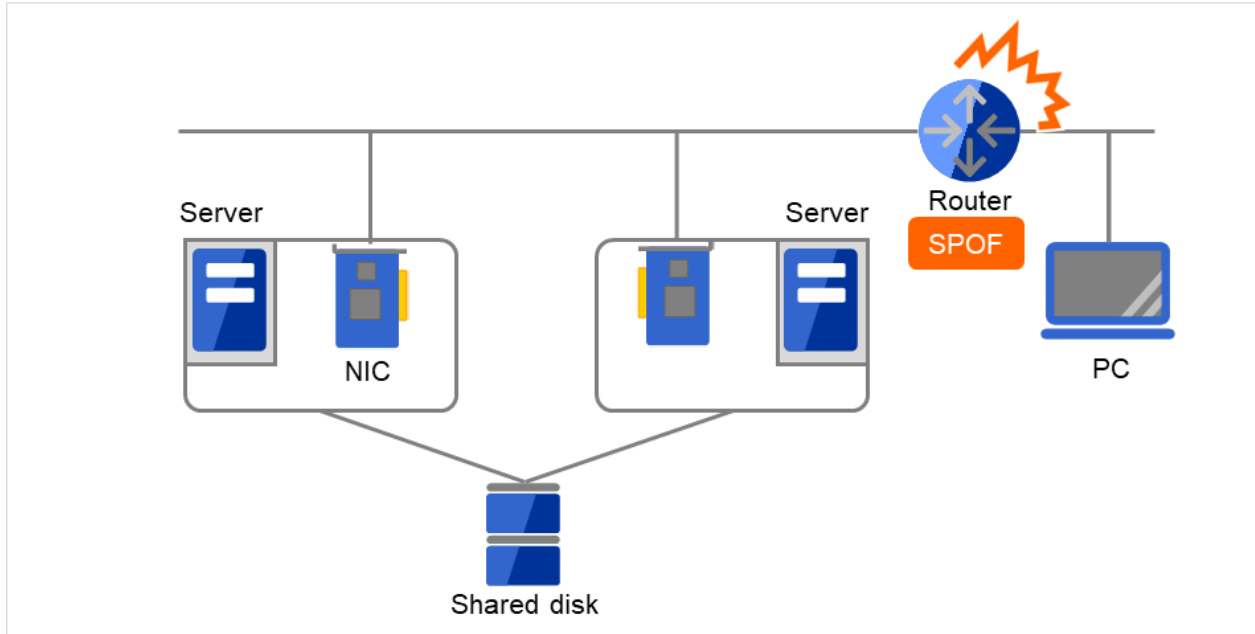 Router
SPOF
Server
Server
NIC
PC
Shared disk